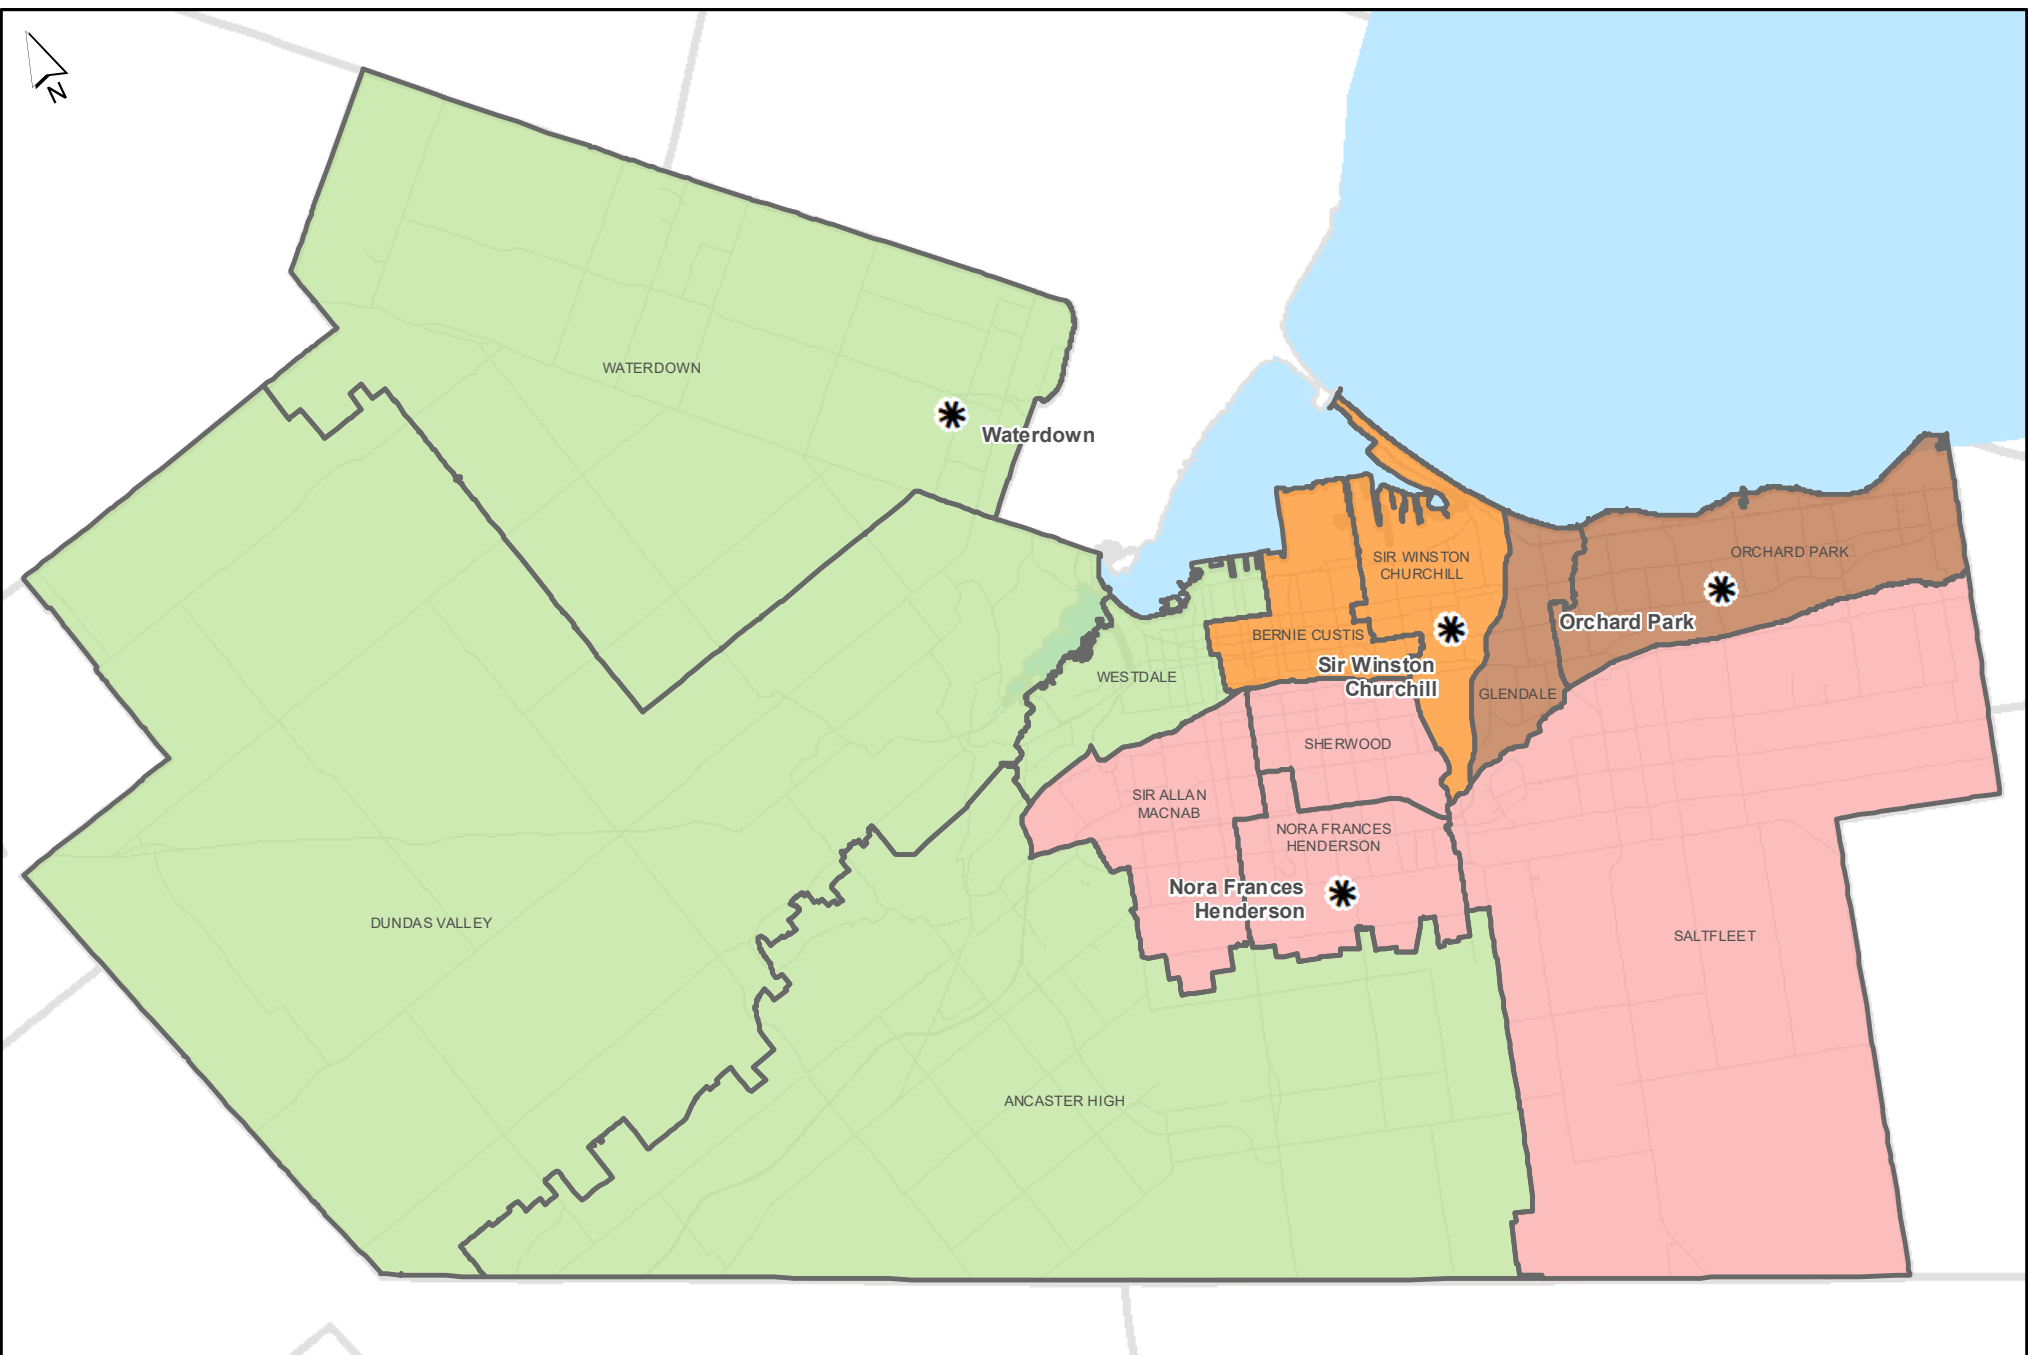 N
WATERDOWN
Waterdown
ORCHARD PARK
SIR WINSTON
CHURCHILL
Orchard Park
BERNIE CUSTIS
Sir Winston
Churchill
WESTDALE
GLENDALE
SHERWOOD
SIR ALLAN
MACNAB
NORA FRANCES
HENDERSON
Nora Frances
Henderson
DUNDAS VALLEY
SALTFLEET
ANCASTER HIGH